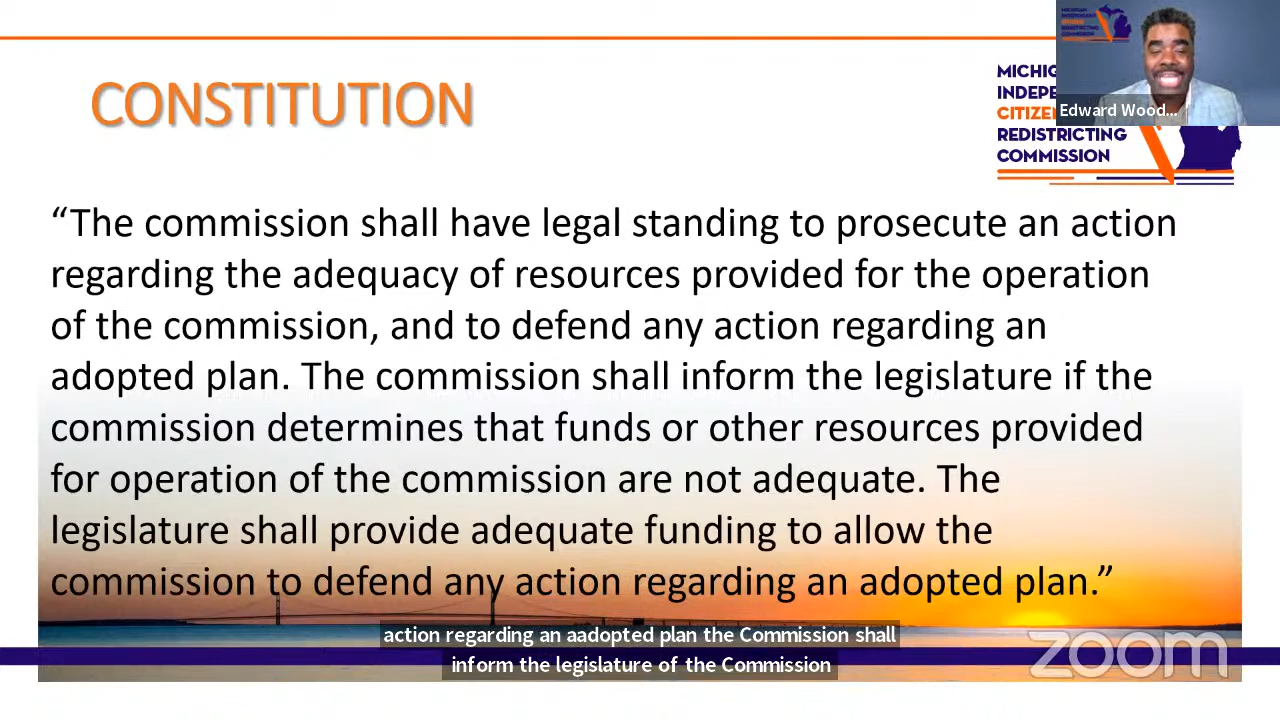 CONSTITUTION
MICHIG
INDEPE
CITIZE
REDISTRICTING
COMMISSION
Edward Wood...
“The commission shall have legal standing to prosecute an action
regarding the adequacy of resources provided for the operation
of the commission, and to defend any action regarding an
adopted plan. The commission shall inform the legislature if the
commission determines that funds or other resources provided
for operation of the commission are not adequate. The
legislature shall provide adequate funding to allow the
commission to defend any action regarding an adopted plan.”
action regarding an aadopted plan the Commission shall
inform the legislature of the Commission
zoom